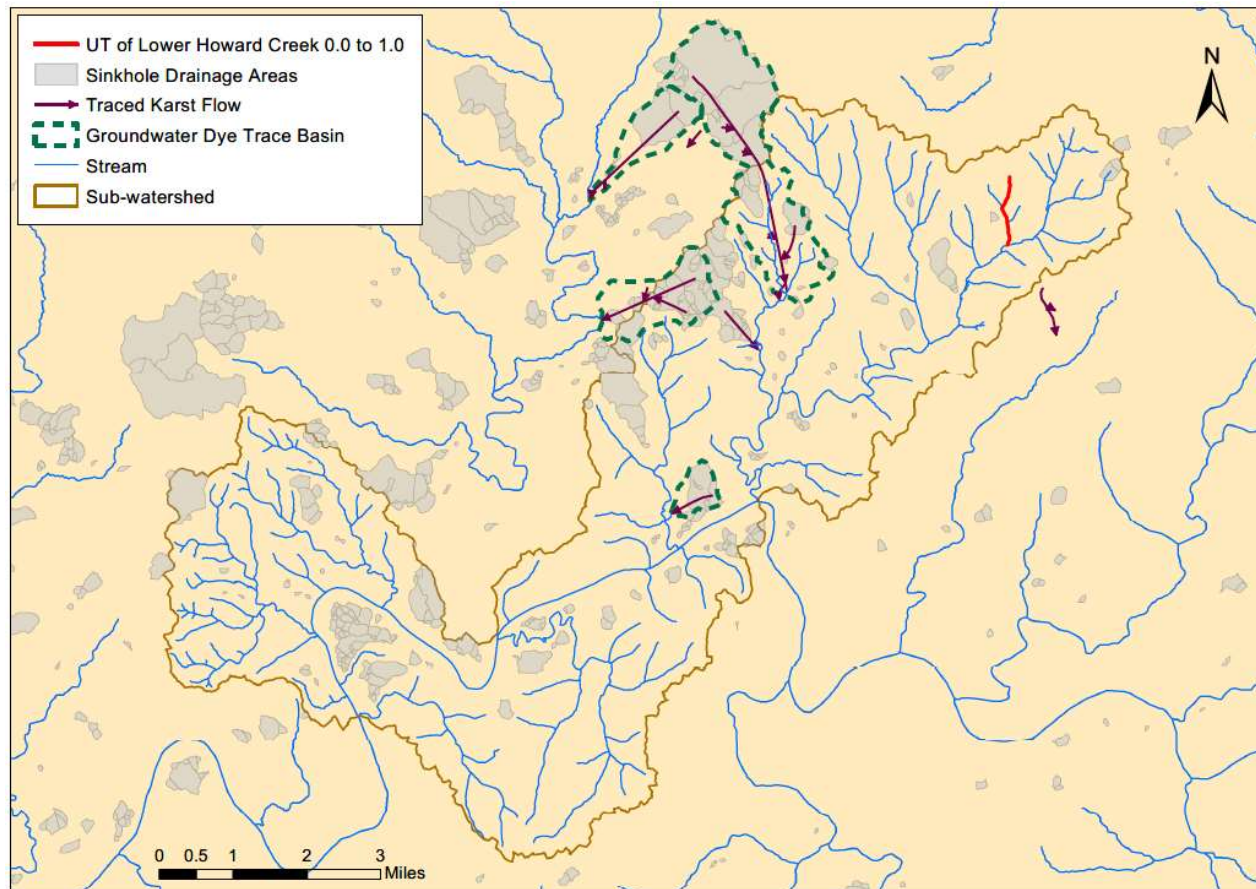 UT of Lower Howard Creek 0.0 to 1.0
Sinkhole Drainage Areas
Traced Karst Flow
Groundwater Dye Trace Basin
Stream
Sub-watershed
N
0 0.5 1 2 3
Miles